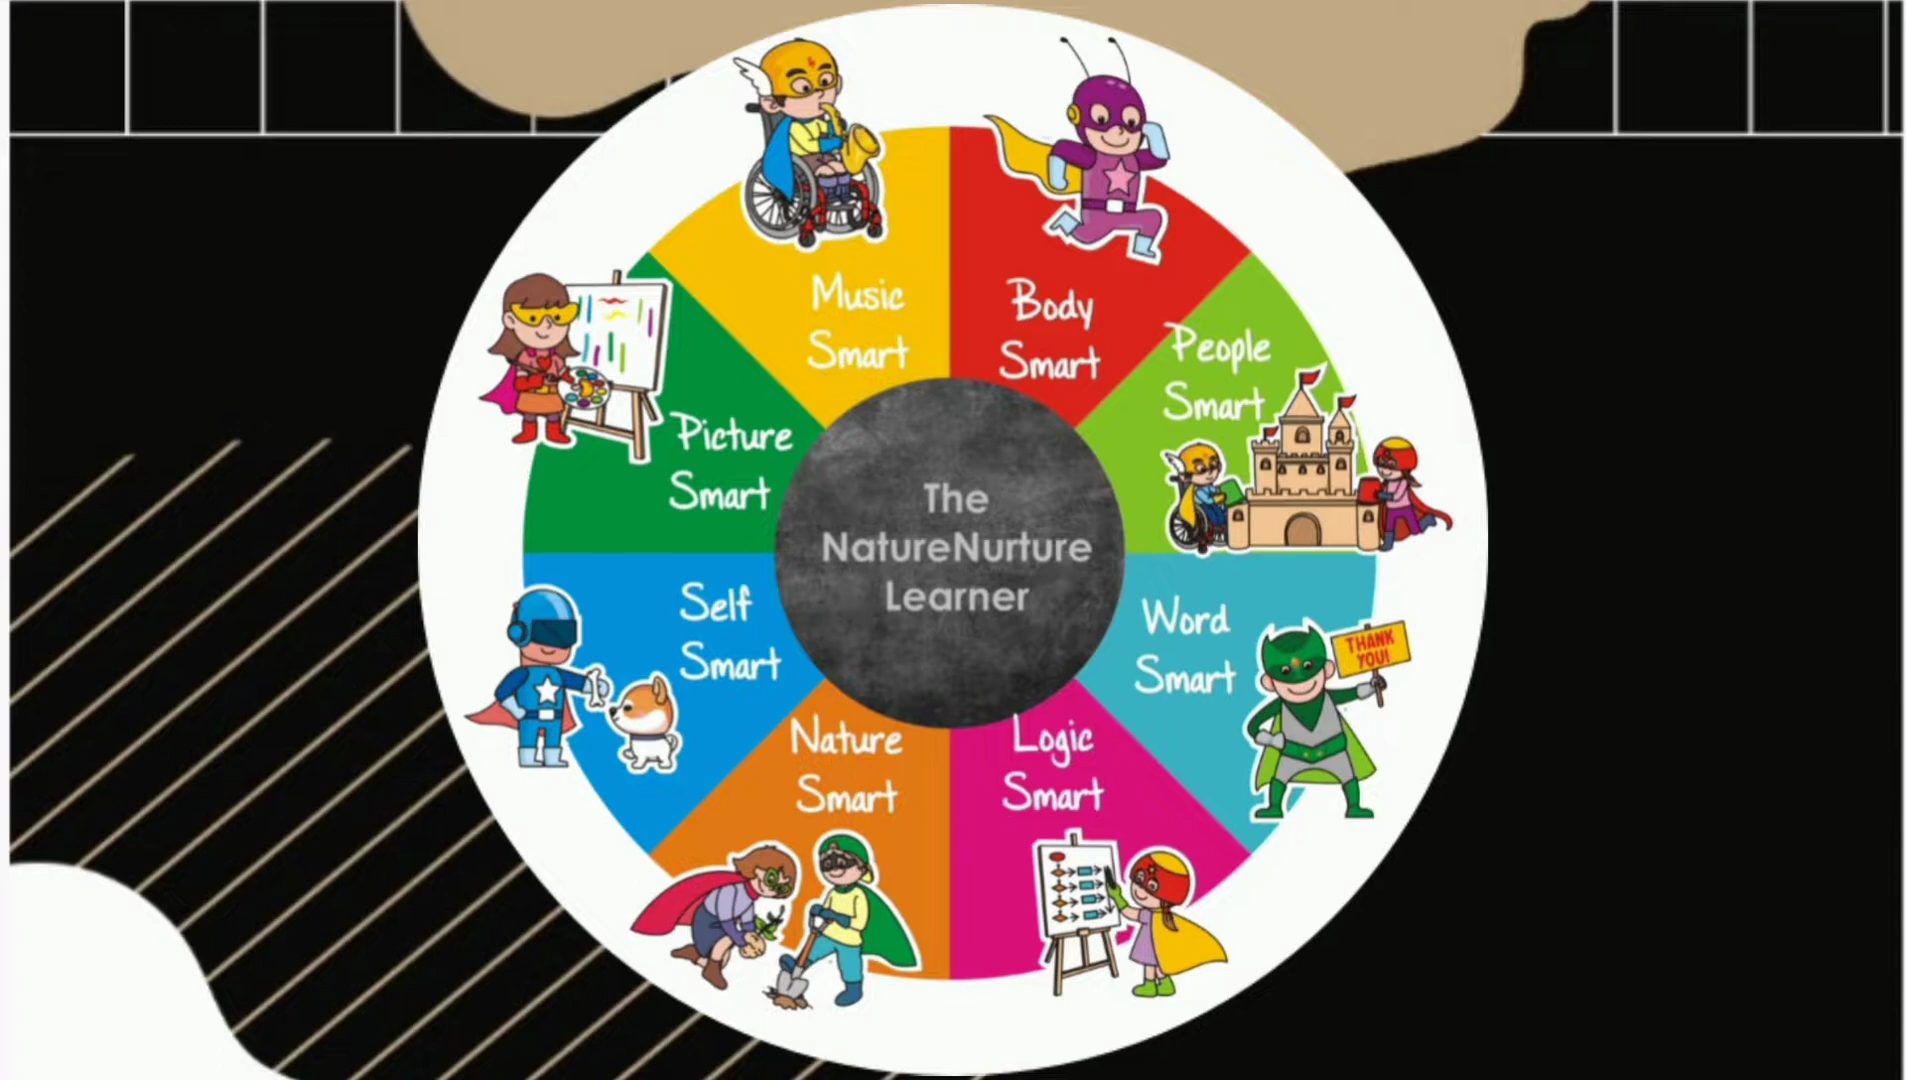 Music
Smart
Body
Smart
People
Smart
Picture
Smart
The
NatureNurture
Learner
Self
Smart
Word
Smart
THANK
YOU!
Nature
Smart
Logic
Smart